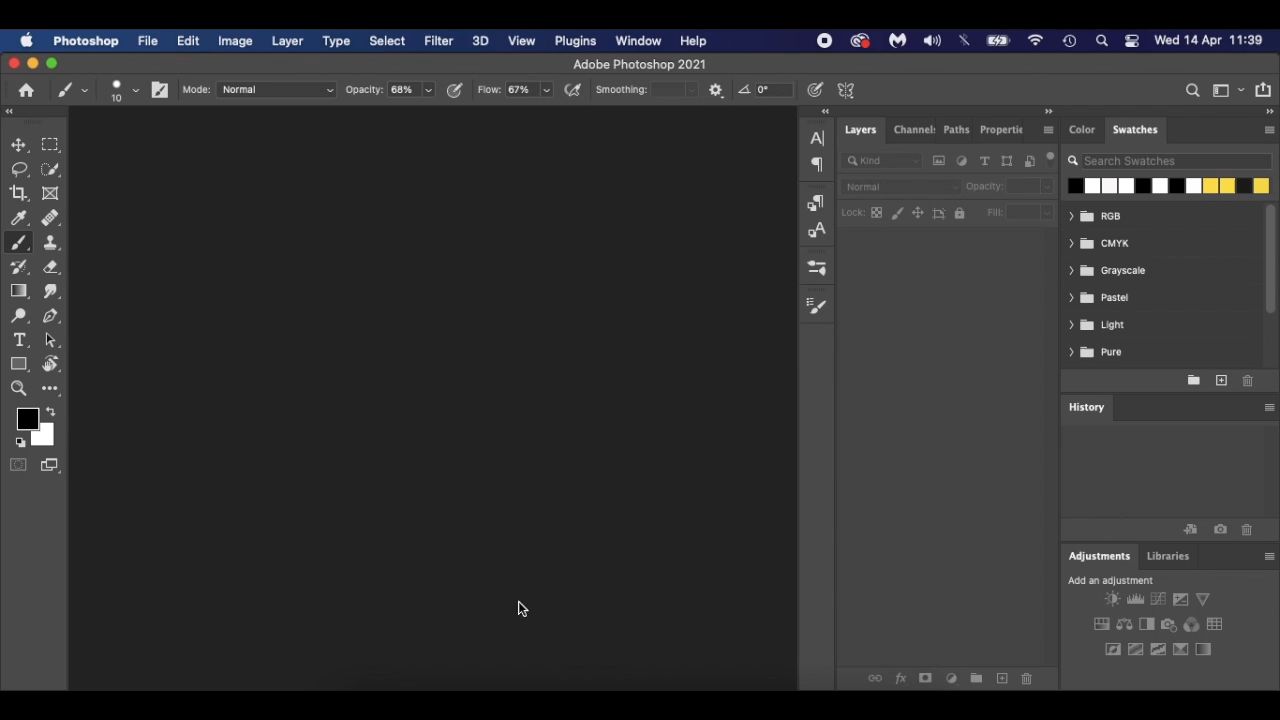 Photoshop File Edit Image Layer Type Select Filter 3D View Plugins Window Help Wed 14 Apr 11:39
Adobe Photoshop 2021
10 Mode: Normal Opacity: 68% Flow: 67% Smoothing: 0°
Layers Channel: Paths Propertie Color Swatches
Kind Search Swatches
Normal Opacity:
Lock: Fill:
RGB
CMYK
Grayscale
Pastel
Light
Pure
History
Adjustments Libraries
Add an adjustment